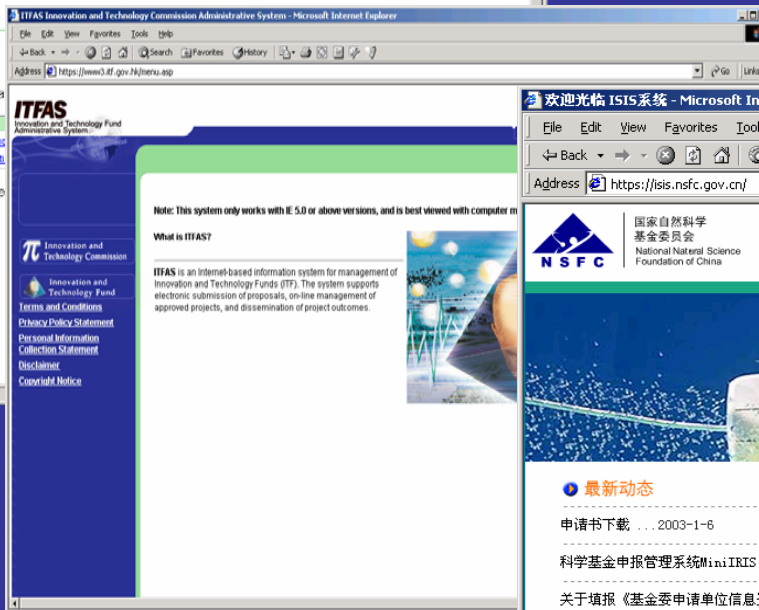 ITFAS Innovation and Technology Commission Administrative System - Microsoft Internet Explorer
File Edit View Favorites Tools Help
Back Search Favorites History
Address https://www3.itf.gov.hk/menu.asp Go Links
ITFAS
Innovation and Technology Fund
Administrative System
Note: This system only works with IE 5.0 or above versions, and is best viewed with computer m
What is ITFAS?
ITFAS is an Internet-based information system for management of
Innovation and Technology Funds (ITF). The system supports
electronic submission of proposals, on-line management of
approved projects, and dissemination of project outcomes.
Innovation and
Technology Commission
Innovation and
Technology Fund
Terms and Conditions
Privacy Policy Statement
Personal Information
Collection Statement
Disclaimer
Copyright Notice
欢迎光临 ISIS系统 - Microsoft In
File Edit View Favorites Tool
Back
Address https://isis.nsfc.gov.cn/
NSFC
国家自然科学
基金委员会
National Natural Science
Foundation of China
最新动态
申请书下载 ...2003-1-6
科学基金申报管理系统MiniIRIS
关于填报《基金委申请单位信息